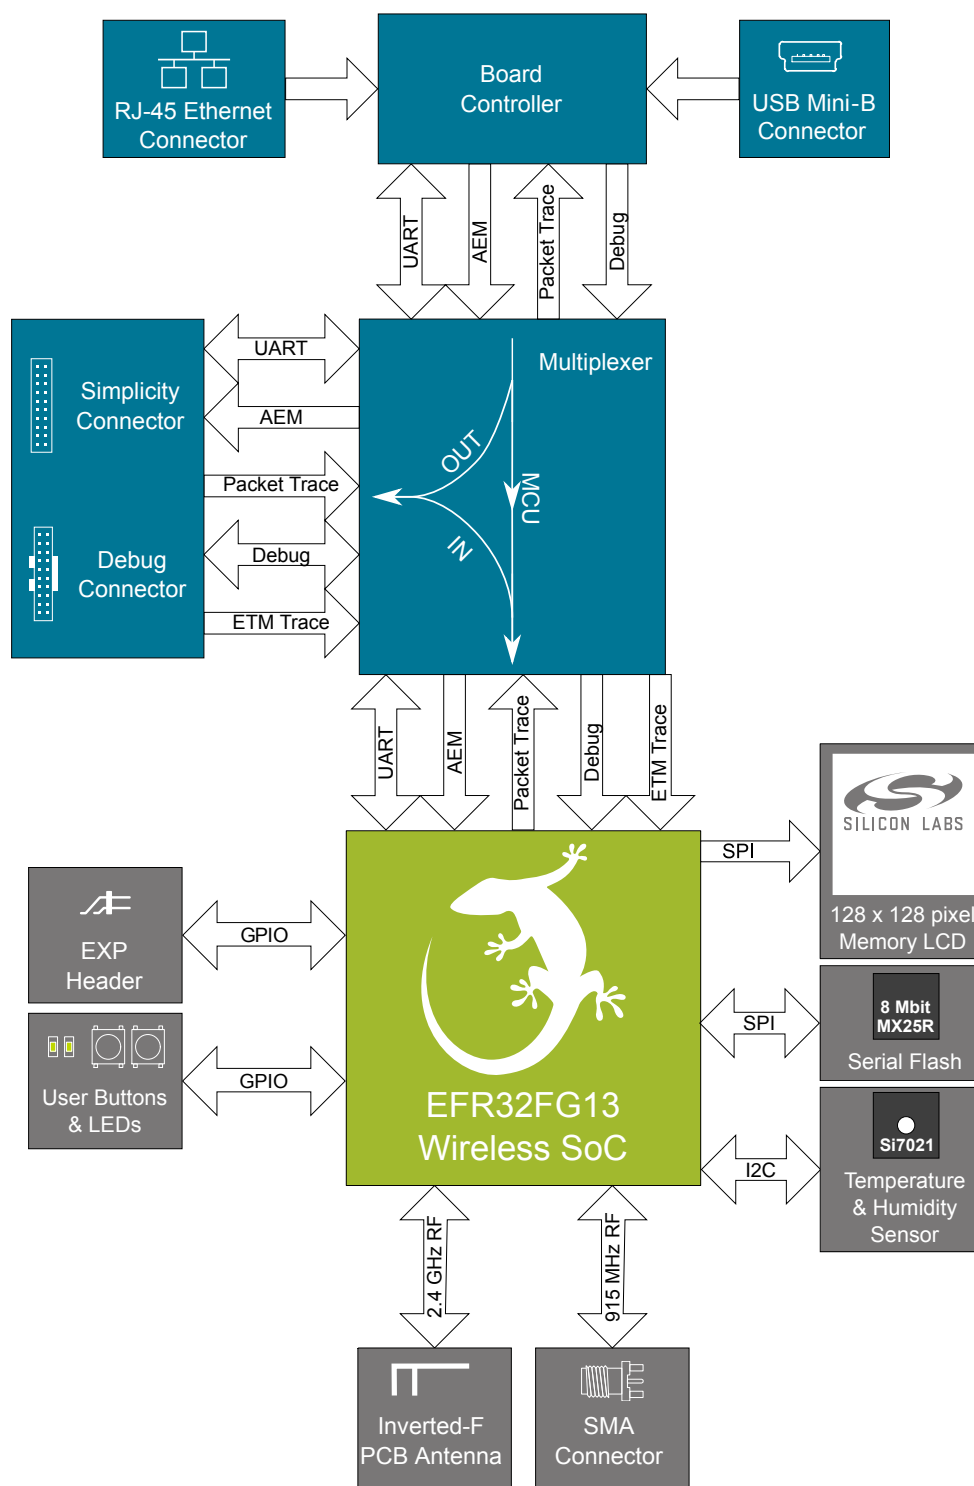 RJ-45 Ethernet
Connector
Board
Controller
USB Mini-B
Connector
UART
AEM
Packet Trace
Debug
Simplicity
Connector
Debug
Connector
UART
AEM
Packet Trace
Debug
ETM Trace
Multiplexer
OUT
MCU
IN
UART
AEM
Packet Trace
Debug
ETM Trace
SILICON LABS
128 x 128 pixel
Memory LCD
SPI
EXP
Header
GPIO
8 Mbit
MX25R
Serial Flash
SPI
User Buttons
& LEDs
GPIO
EFR32FG13
Wireless SoC
Si7021
Temperature
& Humidity
Sensor
I2C
2.4 GHz RF
915 MHz RF
Inverted-F
PCB Antenna
SMA
Connector